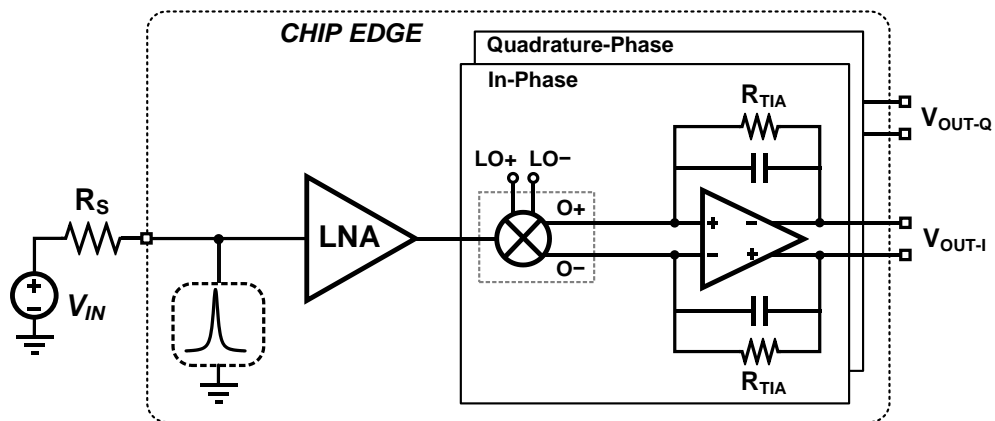 CHIP EDGE
Quadrature-Phase
In-Phase
R_TIA
V_OUT-Q
LO+ LO−
R_S
O+
+ −
LNA
V_OUT-I
O−
− +
+
−
V_IN
R_TIA